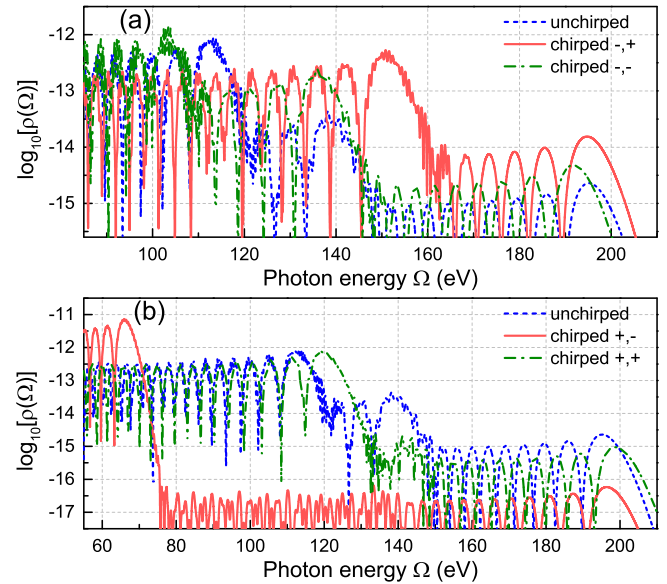 (a)
unchirped
chirped -,+
chirped -,-
-12
-13
-14
-15
log10[ρ(Ω)]
100 120 140 160 180 200
Photon energy Ω (eV)
(b)
unchirped
chirped +,-
chirped +,+
-11
-12
-13
-14
-15
-16
-17
log10[ρ(Ω)]
60 80 100 120 140 160 180 200
Photon energy Ω (eV)